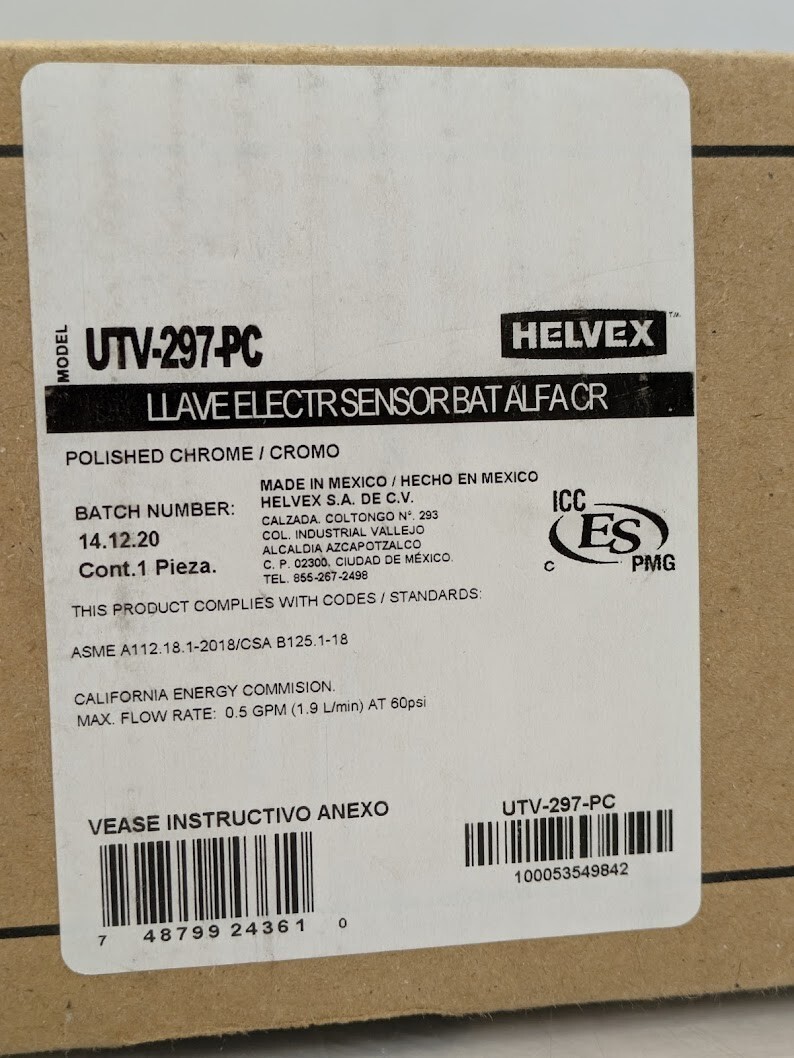 MODEL
UTV-297-PC
HELVEX™
LLAVE ELECTR SENSOR BAT ALFA CR
POLISHED CHROME / CROMO
BATCH NUMBER:
14.12.20
Cont.1 Pieza.
MADE IN MEXICO / HECHO EN MEXICO
HELVEX S.A. DE C.V.
CALZADA. COLTONGO N°. 293
COL. INDUSTRIAL VALLEJO
ALCALDIA AZCAPOTZALCO
C. P. 02300, CIUDAD DE MÉXICO.
TEL. 855-267-2498
ICC
ES
C
PMG
THIS PRODUCT COMPLIES WITH CODES / STANDARDS:
ASME A112.18.1-2018/CSA B125.1-18
CALIFORNIA ENERGY COMMISION.
MAX. FLOW RATE: 0.5 GPM (1.9 L/min) AT 60psi
VEASE INSTRUCTIVO ANEXO
7 48799 24361 0
UTV-297-PC
100053549842